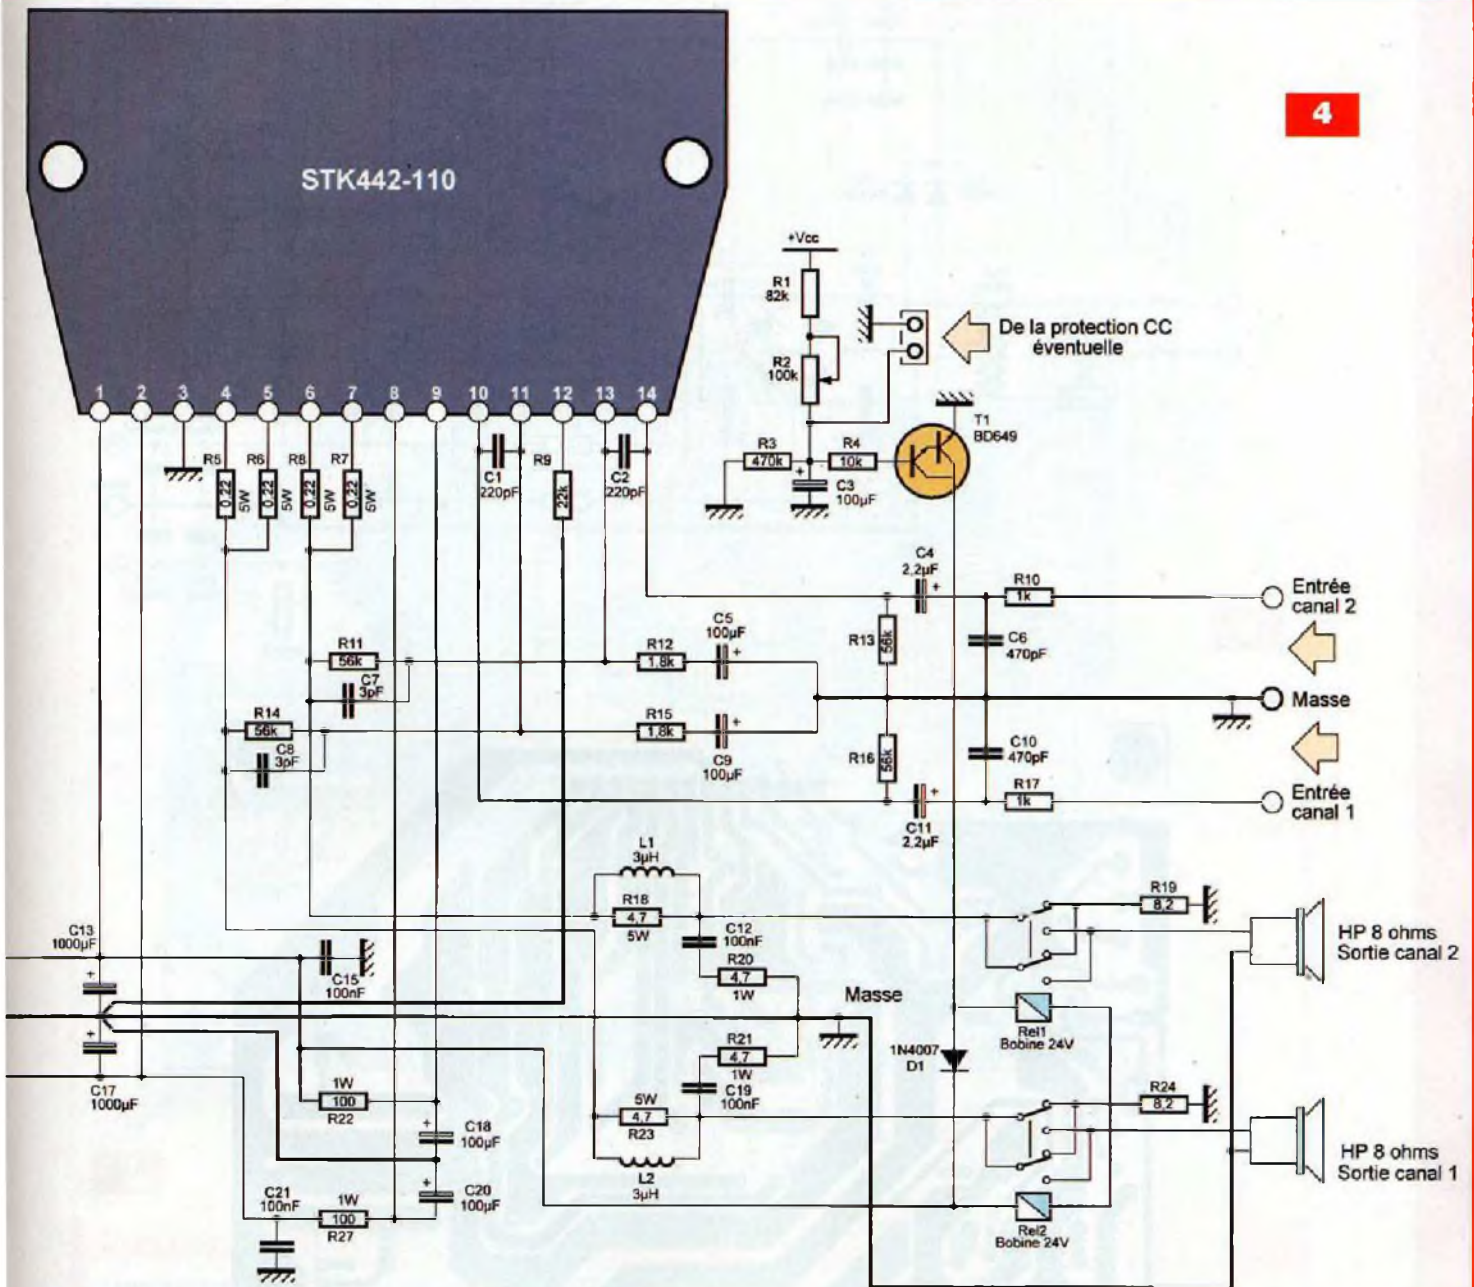 4
STK442-110
1 2 3 4 5 6 7 8 9 10 11 12 13 14
+Vcc
R1
82k
R2
100k
De la protection CC
éventuelle
T1
BD649
R3
470k
R4
10k
C3
100µF
R5
0,22
5W
R6
0,22
5W
R8
0,22
5W
R7
0,22
5W
C1
220pF
R9
22k
C2
220pF
C4
2,2µF
R10
1k
Entrée
canal 2
R13
56k
C6
470pF
C5
100µF
R12
1,8k
R11
56k
C7
3pF
Masse
R14
56k
C8
3pF
R15
1,8k
C9
100µF
R16
56k
C10
470pF
R17
1k
Entrée
canal 1
C11
2,2µF
L1
3µH
R18
4,7
5W
C12
100nF
R20
4,7
1W
R19
8,2
HP 8 ohms
Sortie canal 2
C13
1000µF
C15
100nF
Masse
Rel1
Bobine 24V
R21
4,7
1W
C19
100nF
1N4007
D1
C17
1000µF
1W
100
R22
5W
4,7
R23
R24
8,2
C18
100µF
HP 8 ohms
Sortie canal 1
L2
3µH
C21
100nF
1W
100
R27
C20
100µF
Rel2
Bobine 24V